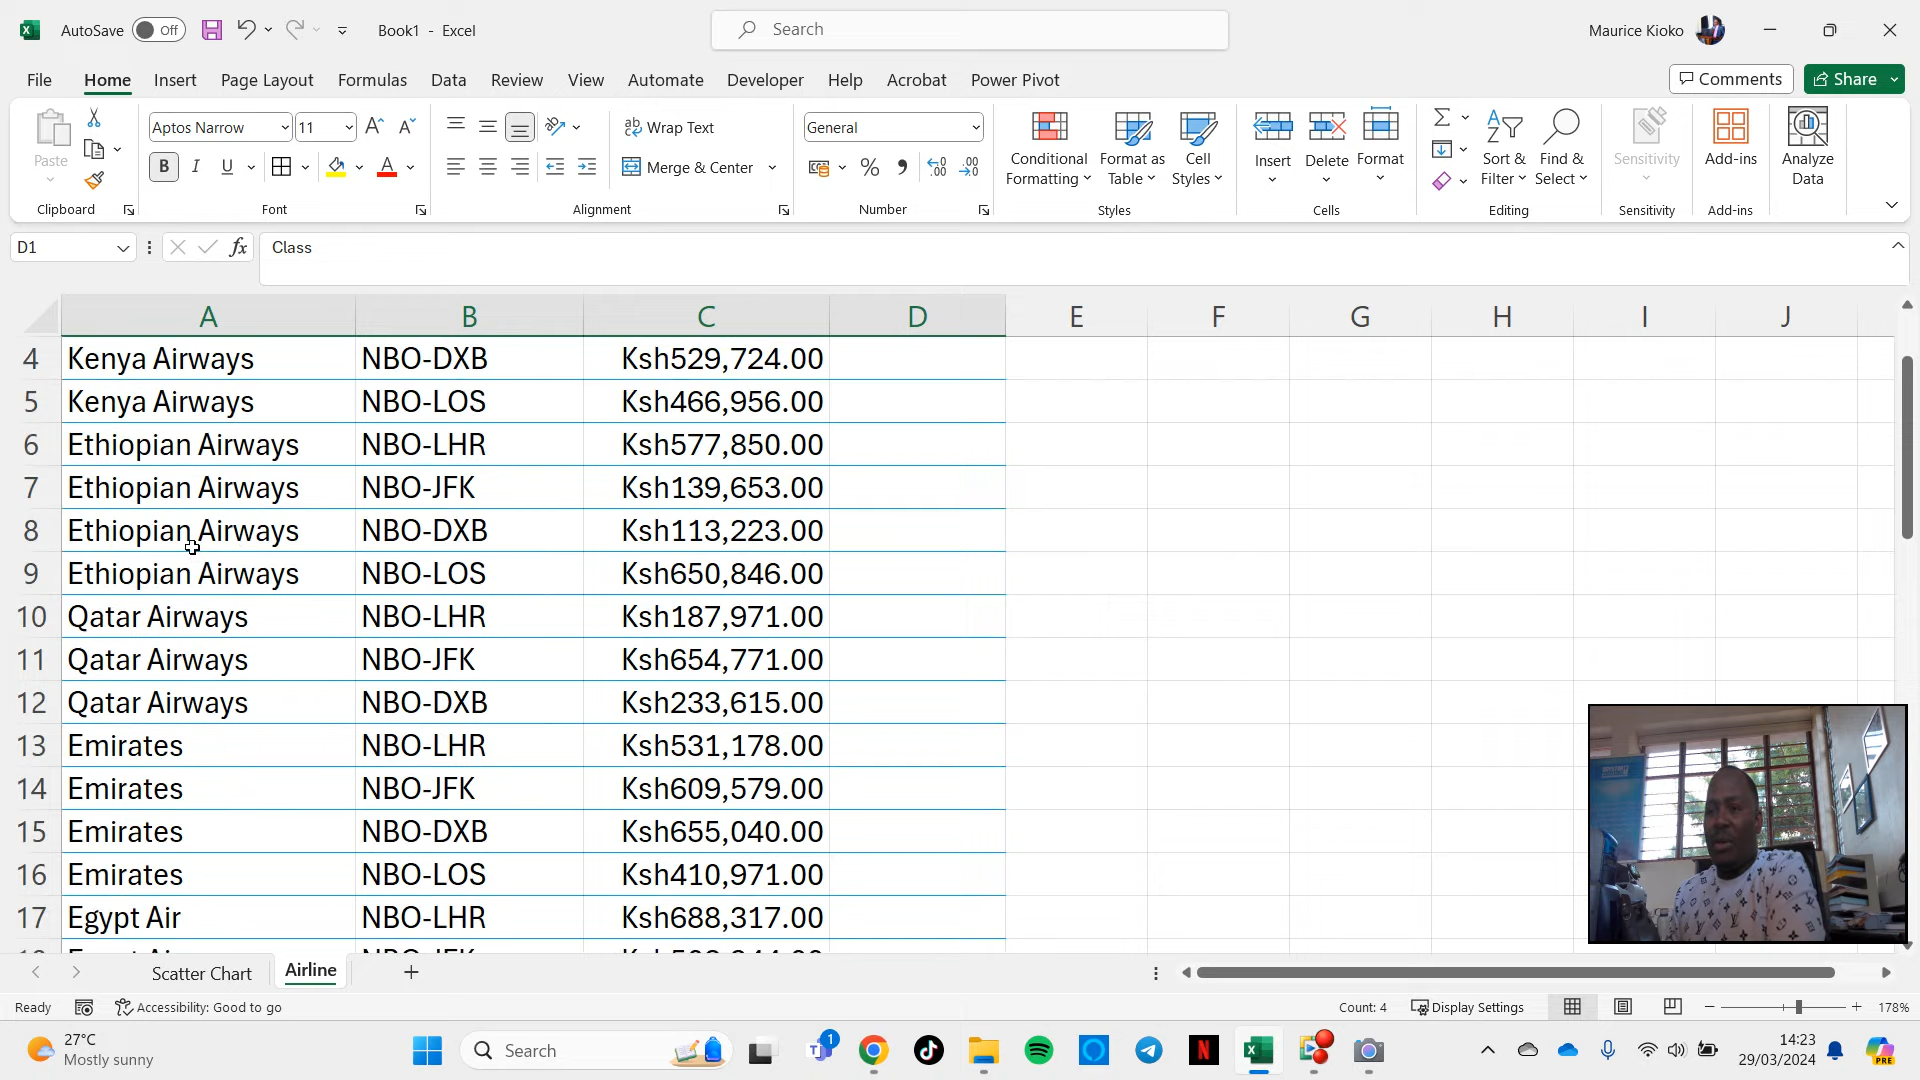 AutoSave Off Book1 - Excel Search Maurice Kioko
File Home Insert Page Layout Formulas Data Review View Automate Developer Help Acrobat Power Pivot Comments Share
Paste
Clipboard
Aptos Narrow 11
B I U
Font
Wrap Text
Merge & Center
Alignment
General
Number
Conditional Formatting
Format as Table
Cell Styles
Styles
Insert
Delete
Format
Cells
Sort & Filter
Find & Select
Editing
Sensitivity
Sensitivity
Add-ins
Add-ins
Analyze Data
D1 fx Class
A B C D E F G H I J
4 Kenya Airways NBO-DXB Ksh529,724.00
5 Kenya Airways NBO-LOS Ksh466,956.00
6 Ethiopian Airways NBO-LHR Ksh577,850.00
7 Ethiopian Airways NBO-JFK Ksh139,653.00
8 Ethiopian Airways NBO-DXB Ksh113,223.00
9 Ethiopian Airways NBO-LOS Ksh650,846.00
10 Qatar Airways NBO-LHR Ksh187,971.00
11 Qatar Airways NBO-JFK Ksh654,771.00
12 Qatar Airways NBO-DXB Ksh233,615.00
13 Emirates NBO-LHR Ksh531,178.00
14 Emirates NBO-JFK Ksh609,579.00
15 Emirates NBO-DXB Ksh655,040.00
16 Emirates NBO-LOS Ksh410,971.00
17 Egypt Air NBO-LHR Ksh688,317.00
Scatter Chart Airline
Ready Accessibility: Good to go Count: 4 Display Settings 178%
27°C
Mostly sunny
Search
14:23
29/03/2024